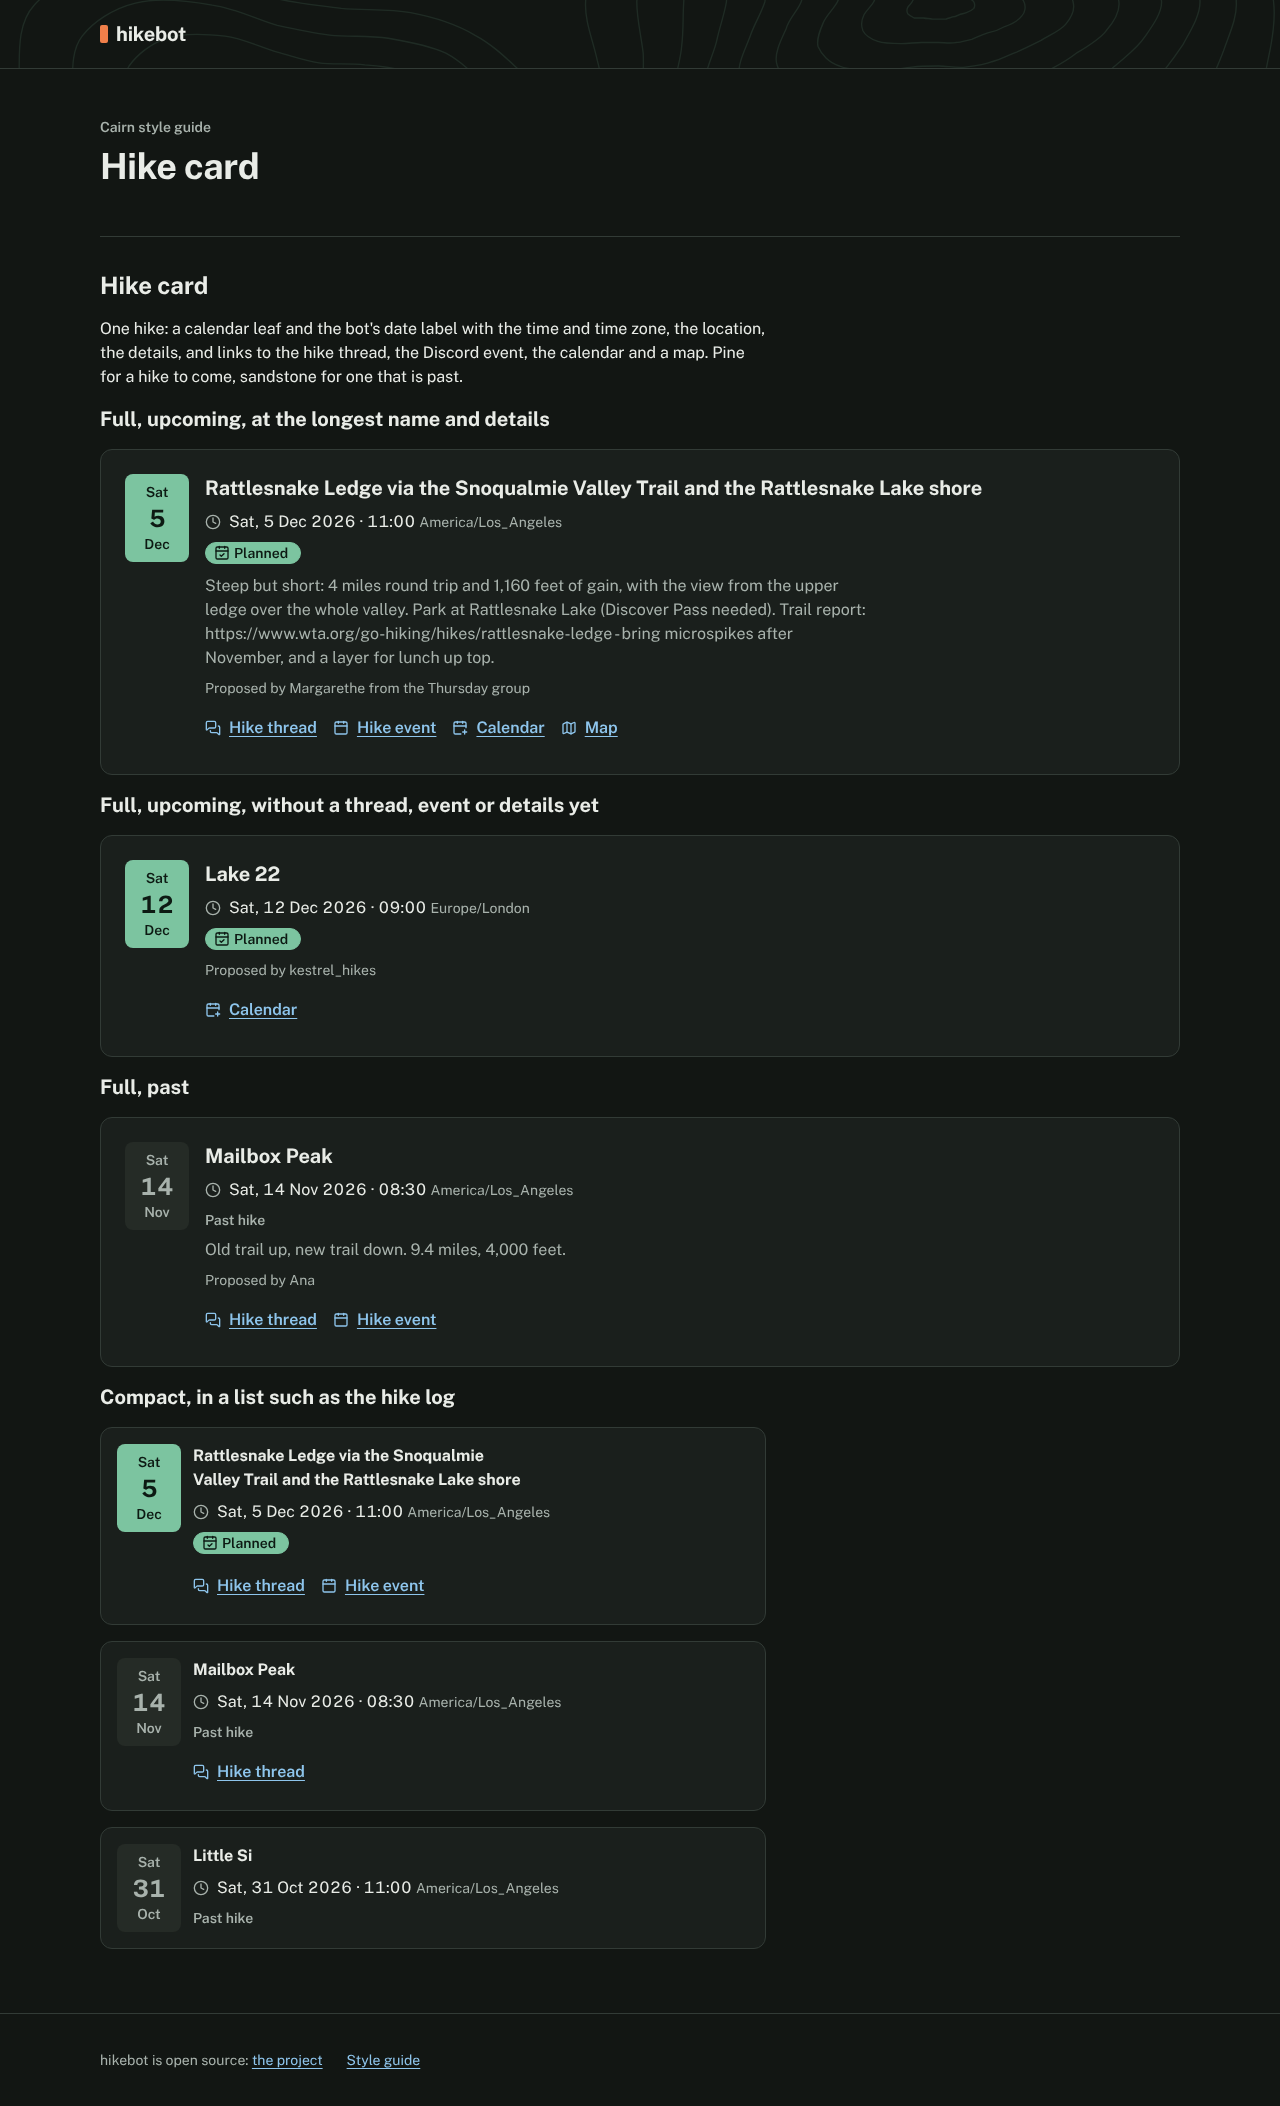 hikebot
Cairn style guide
Hike card
Hike card
One hike: a calendar leaf and the bot's date label with the time and time zone, the location,
the details, and links to the hike thread, the Discord event, the calendar and a map. Pine
for a hike to come, sandstone for one that is past.
Full, upcoming, at the longest name and details
Sat
5
Dec
Rattlesnake Ledge via the Snoqualmie Valley Trail and the Rattlesnake Lake shore
Sat, 5 Dec 2026 · 11:00 America/Los_Angeles
Planned
Steep but short: 4 miles round trip and 1,160 feet of gain, with the view from the upper
ledge over the whole valley. Park at Rattlesnake Lake (Discover Pass needed). Trail report:
https://www.wta.org/go-hiking/hikes/rattlesnake-ledge - bring microspikes after
November, and a layer for lunch up top.
Proposed by Margarethe from the Thursday group
Hike thread Hike event Calendar Map
Full, upcoming, without a thread, event or details yet
Sat
12
Dec
Lake 22
Sat, 12 Dec 2026 · 09:00 Europe/London
Planned
Proposed by kestrel_hikes
Calendar
Full, past
Sat
14
Nov
Mailbox Peak
Sat, 14 Nov 2026 · 08:30 America/Los_Angeles
Past hike
Old trail up, new trail down. 9.4 miles, 4,000 feet.
Proposed by Ana
Hike thread Hike event
Compact, in a list such as the hike log
Sat
5
Dec
Rattlesnake Ledge via the Snoqualmie
Valley Trail and the Rattlesnake Lake shore
Sat, 5 Dec 2026 · 11:00 America/Los_Angeles
Planned
Hike thread Hike event
Sat
14
Nov
Mailbox Peak
Sat, 14 Nov 2026 · 08:30 America/Los_Angeles
Past hike
Hike thread
Sat
31
Oct
Little Si
Sat, 31 Oct 2026 · 11:00 America/Los_Angeles
Past hike
hikebot is open source: the project Style guide